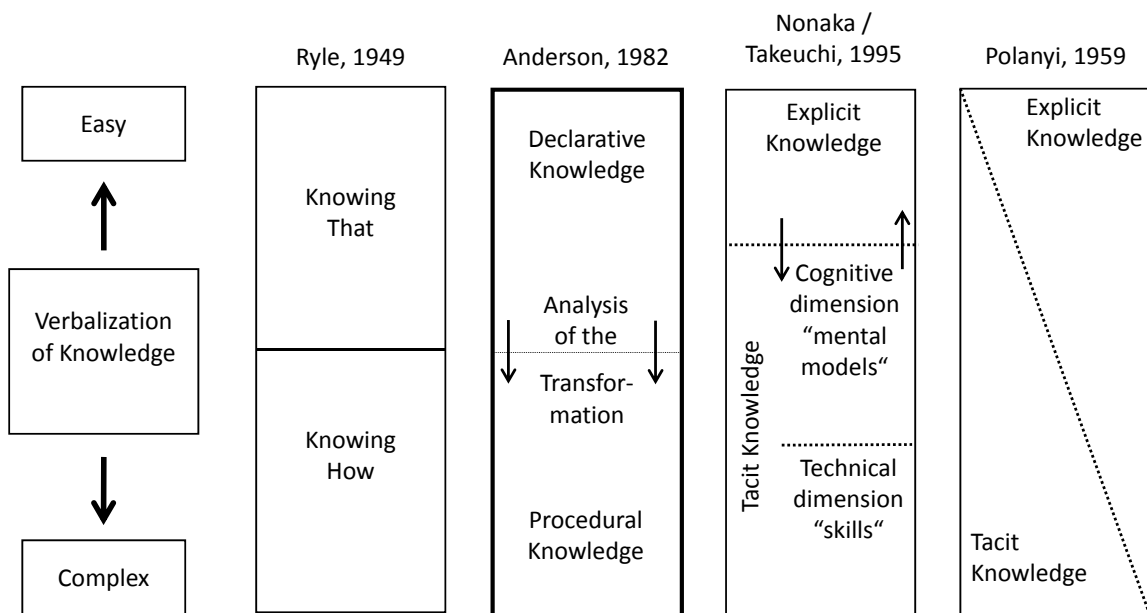 Ryle, 1949
Anderson, 1982
Nonaka /
Takeuchi, 1995
Polanyi, 1959
Easy
Verbalization
of Knowledge
Complex
Knowing
That
Knowing
How
Declarative
Knowledge
Analysis
of the
Transfor-
mation
Procedural
Knowledge
Explicit
Knowledge
Tacit Knowledge
Cognitive
dimension
“mental
models“
Technical
dimension
“skills“
Explicit
Knowledge
Tacit
Knowledge